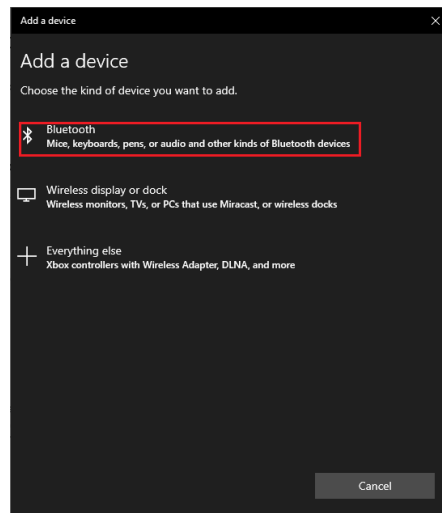 Add a device
Add a device
Choose the kind of device you want to add.
Bluetooth
Mice, keyboards, pens, or audio and other kinds of Bluetooth devices
Wireless display or dock
Wireless monitors, TVs, or PCs that use Miracast, or wireless docks
Everything else
Xbox controllers with Wireless Adapter, DLNA, and more
Cancel